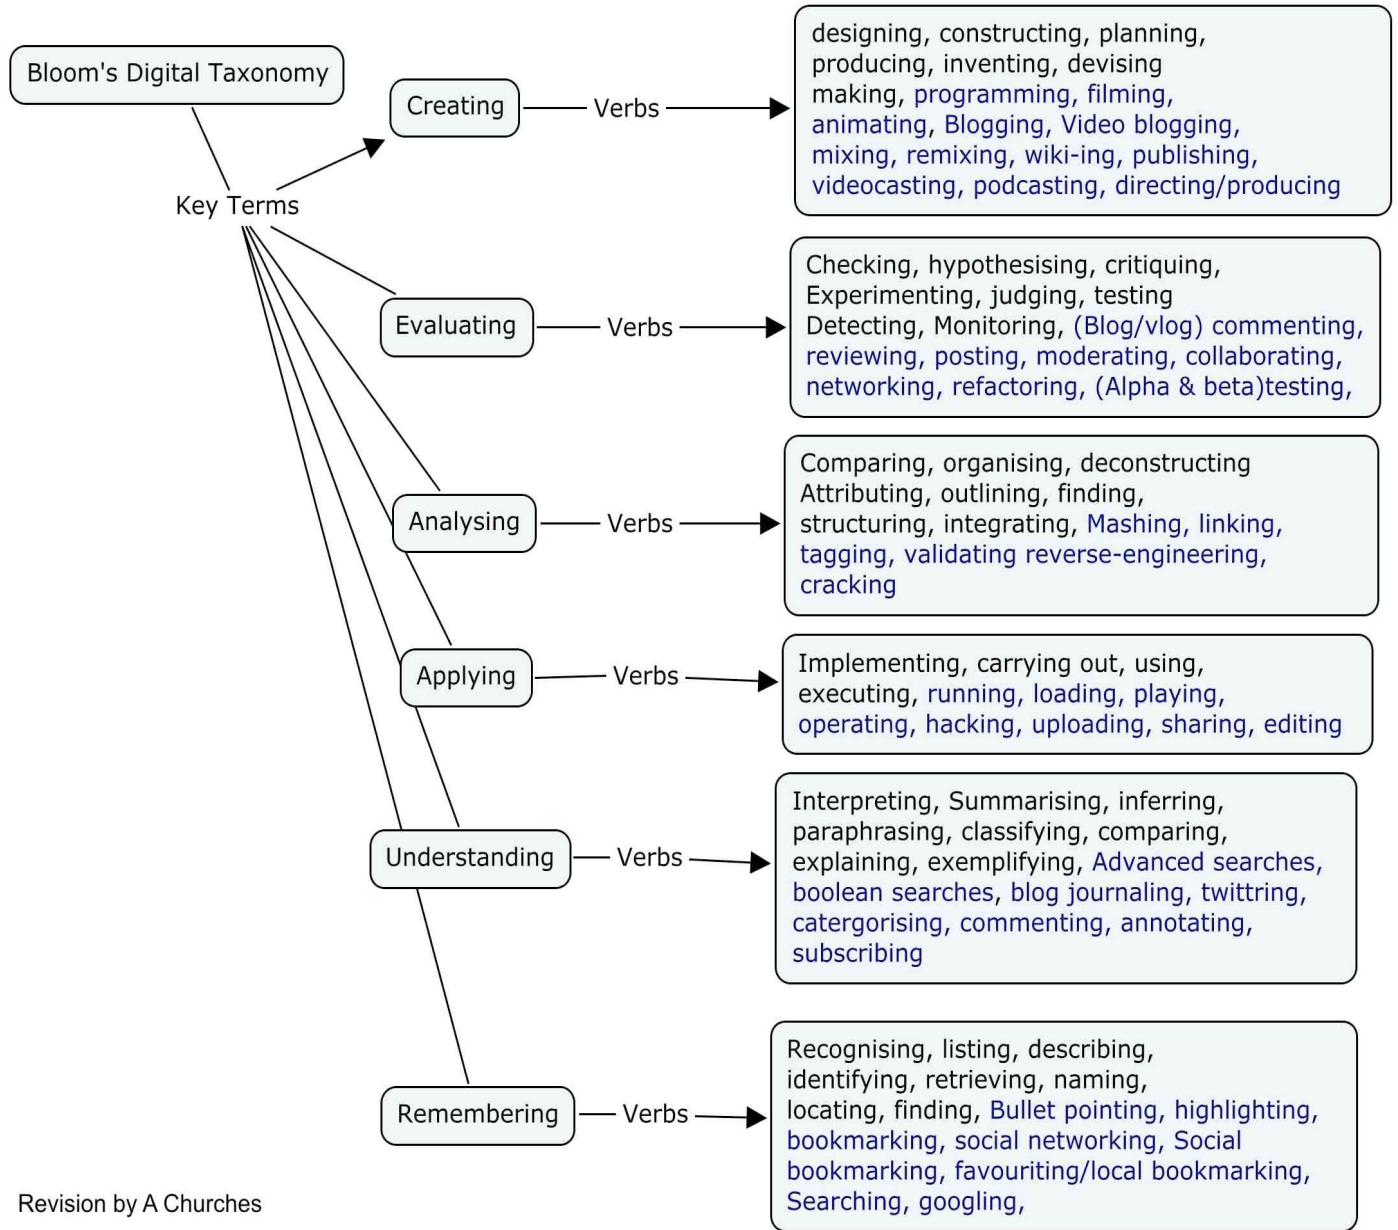 Bloom's Digital Taxonomy
Key Terms
Creating
Verbs
designing, constructing, planning,
producing, inventing, devising
making, programming, filming,
animating, Blogging, Video blogging,
mixing, remixing, wiki-ing, publishing,
videocasting, podcasting, directing/producing
Evaluating
Verbs
Checking, hypothesising, critiquing,
Experimenting, judging, testing
Detecting, Monitoring, (Blog/vlog) commenting,
reviewing, posting, moderating, collaborating,
networking, refactoring, (Alpha & beta)testing,
Analysing
Verbs
Comparing, organising, deconstructing
Attributing, outlining, finding,
structuring, integrating, Mashing, linking,
tagging, validating reverse-engineering,
cracking
Applying
Verbs
Implementing, carrying out, using,
executing, running, loading, playing,
operating, hacking, uploading, sharing, editing
Understanding
Verbs
Interpreting, Summarising, inferring,
paraphrasing, classifying, comparing,
explaining, exemplifying, Advanced searches,
boolean searches, blog journaling, twittring,
catergorising, commenting, annotating,
subscribing
Remembering
Verbs
Recognising, listing, describing,
identifying, retrieving, naming,
locating, finding, Bullet pointing, highlighting,
bookmarking, social networking, Social
bookmarking, favouriting/local bookmarking,
Searching, googling,
Revision by A Churches